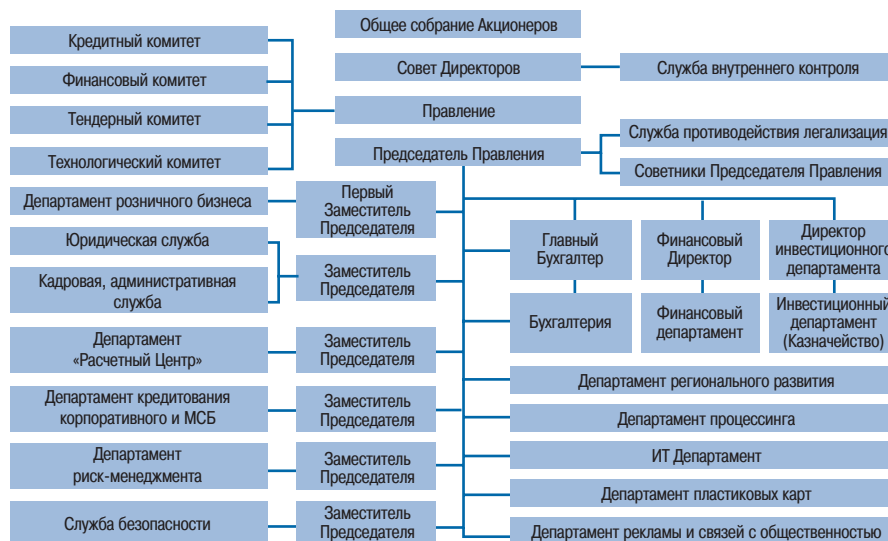 Общее собрание Акционеров
Кредитный комитет
Совет Директоров
Служба внутреннего контроля
Финансовый комитет
Правление
Тендерный комитет
Служба противодействия легализация
Председатель Правления
Технологический комитет
Советники Председателя Правления
Департамент розничного бизнеса
Первый
Заместитель
Председателя
Юридическая служба
Кадровая, административная
служба
Заместитель
Председателя
Главный
Бухгалтер
Финансовый
Директор
Директор
инвестиционного
департамента
Бухгалтерия
Финансовый
департамент
Инвестиционный
департамент
(Казначейство)
Департамент
«Расчетный Центр»
Заместитель
Председателя
Департамент регионального развития
Департамент кредитования
корпоративного и МСБ
Заместитель
Председателя
Департамент процессинга
Департамент
риск-менеджмента
Заместитель
Председателя
ИТ Департамент
Департамент пластиковых карт
Служба безопасности
Заместитель
Председателя
Департамент рекламы и связей с общественностью